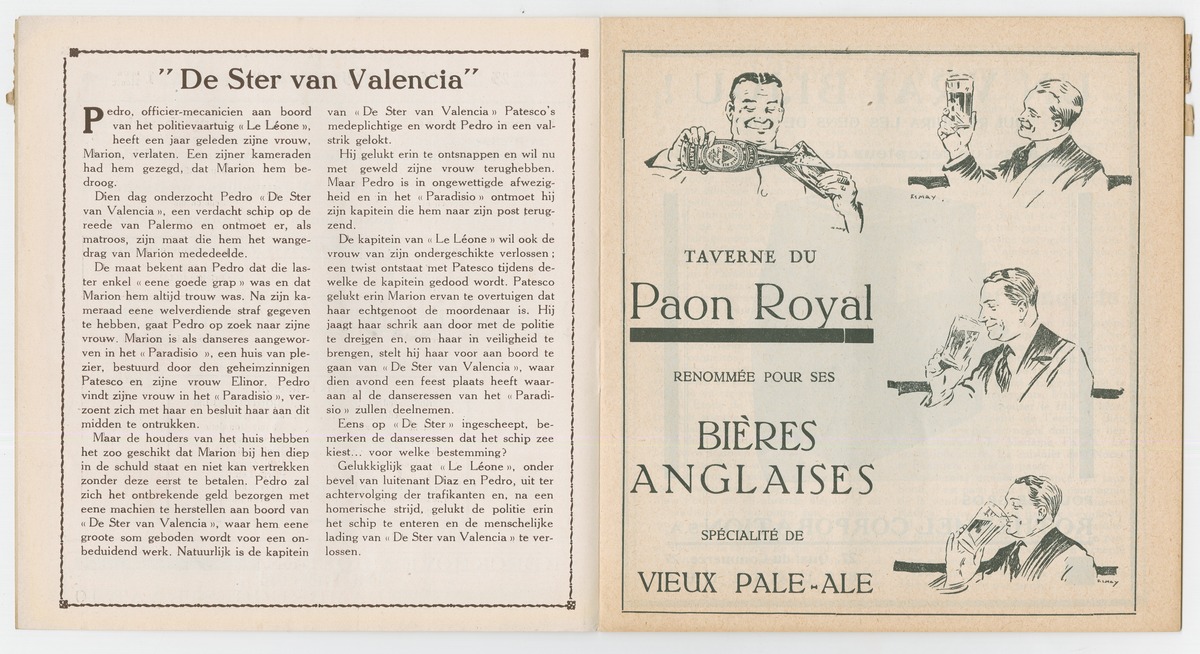 " De Ster van Valencia "
Pedro, officier-mecanicien aan boord
van het politievaartuig « Le Léone »,
heeft een jaar geleden zijne vrouw,
Marion, verlaten. Een zijner kameraden
had hem gezegd, dat Marion hem be-
droog.
Dien dag onderzocht Pedro « De Ster
van Valencia », een verdacht schip op de
reede van Palermo en ontmoet er, als
matroos, zijn maat die hem het wange-
drag van Marion mededeelde.
De maat bekent aan Pedro dat die las-
ter enkel « eene goede grap » was en dat
Marion hem altijd trouw was. Na zijn ka-
meraad eene welverdiende straf gegeven
te hebben, gaat Pedro op zoek naar zijne
vrouw. Marion is als danseres aangewor-
ven in het « Paradisio », een huis van ple-
zier, bestuurd door den geheimzinnigen
Patesco en zijne vrouw Elinor. Pedro
vindt zijne vrouw in het « Paradisio », ver-
zoent zich met haar en besluit haar aan dit
midden te ontrukken.
Maar de houders van het huis hebben
het zoo geschikt dat Marion bij hen diep
in de schuld staat en niet kan vertrekken
zonder deze eerst te betalen. Pedro zal
zich het ontbrekende geld bezorgen met
eene machien te herstellen aan boord van
« De Ster van Valencia », waar hem eene
groote som geboden wordt voor een on-
beduidend werk. Natuurlijk is de kapitein
van « De Ster van Valencia » Patesco's
medeplichtige en wordt Pedro in een val-
strik gelokt.
Hij gelukt erin te ontsnappen en wil nu
met geweld zijne vrouw terughebben.
Maar Pedro is in ongewettigde afwezig-
heid en in het « Paradisio » ontmoet hij
zijn kapitein die hem naar zijn post terug-
zend.
De kapitein van « Le Léone » wil ook de
vrouw van zijn ondergeschikte verlossen ;
een twist ontstaat met Patesco tijdens de-
welke de kapitein gedood wordt. Patesco
gelukt erin Marion ervan te overtuigen dat
haar echtgenoot de moordenaar is. Hij
jaagt haar schrik aan door met de politie
te dreigen en, om haar in veiligheid te
brengen, stelt hij haar voor aan boord te
gaan van « De Ster van Valencia », waar
dien avond een feest plaats heeft waar-
aan al de danseressen van het « Paradi-
sio » zullen deelnemen.
Eens op « De Ster » ingescheept, be-
merken de danseressen dat het schip zee
kiest... voor welke bestemming?
Gelukkiglijk gaat « Le Léone », onder
bevel van luitenant Diaz en Pedro, uit ter
achtervolging der trafikanten en, na een
homerische strijd, gelukt de politie erin
het schip te enteren en de menschelijke
lading van « De Ster van Valencia » te ver-
lossen.
ELMAY.
TAVERNE DU
Paon Royal
RENOMMÉE POUR SES
BIÈRES
ANGLAISES
SPÉCIALITÉ DE
VIEUX PALE-ALE
ELMAY